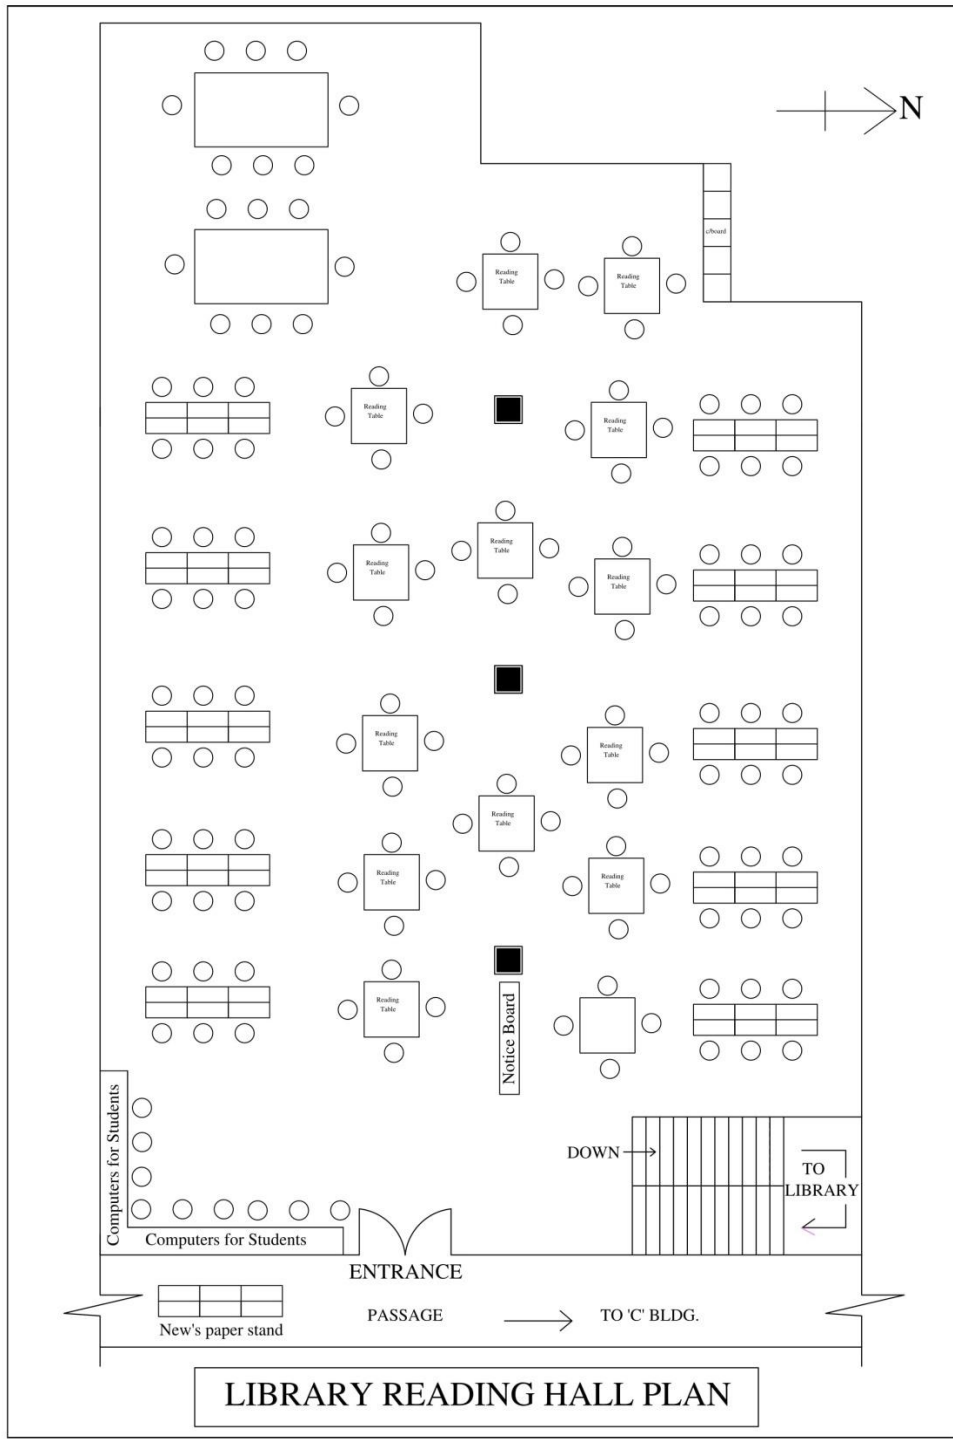 N
c/board
Reading
Table
Reading
Table
Reading
Table
Reading
Table
Reading
Table
Reading
Table
Reading
Table
Reading
Table
Reading
Table
Reading
Table
Reading
Table
Reading
Table
Reading
Table
Notice Board
Computers for Students
DOWN
TO
LIBRARY
Computers for Students
ENTRANCE
PASSAGE
TO 'C' BLDG.
New's paper stand
LIBRARY READING HALL PLAN